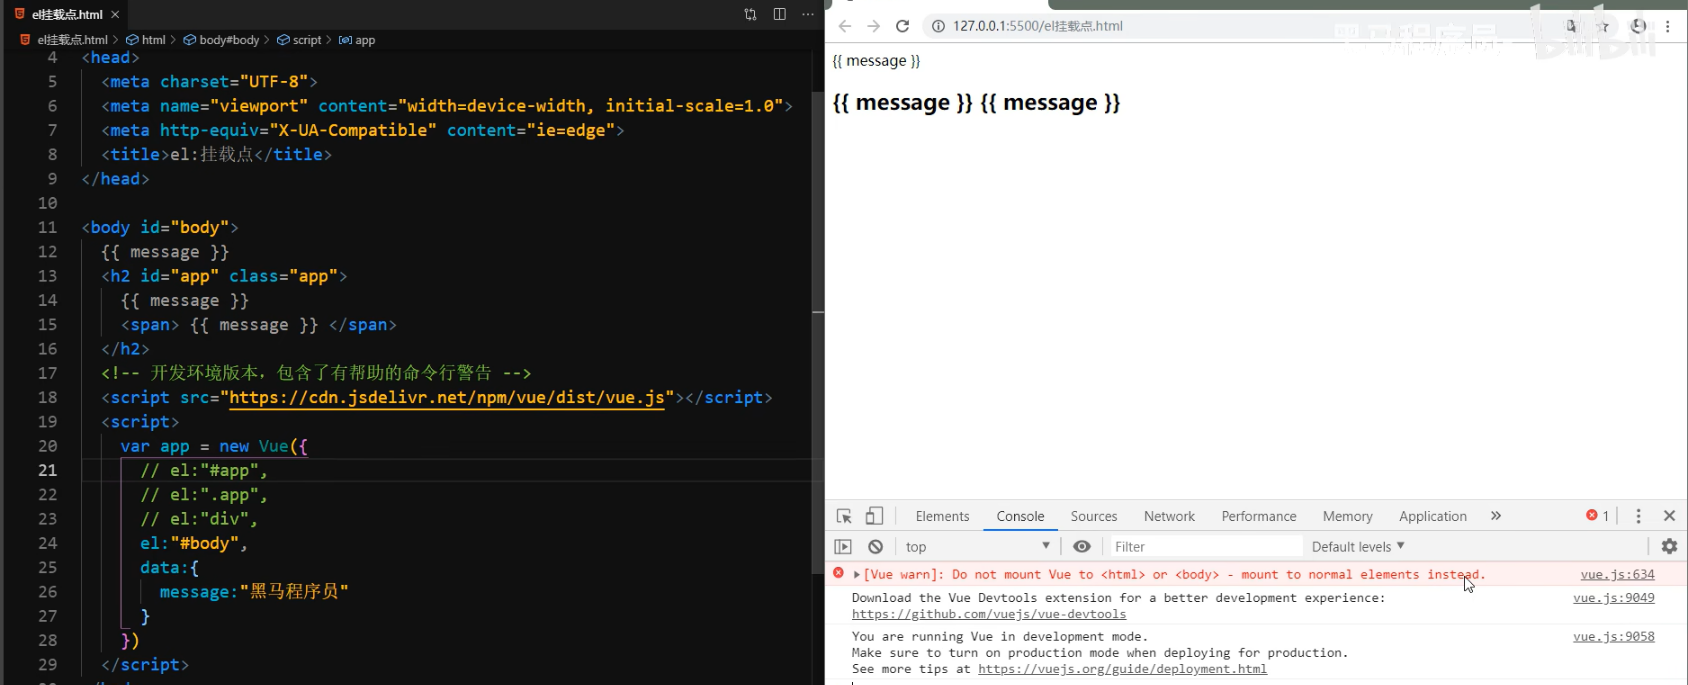 el挂载点.html ×
el挂载点.html > html > body#body > script > app
4 <head>
5 <meta charset="UTF-8">
6 <meta name="viewport" content="width=device-width, initial-scale=1.0">
7 <meta http-equiv="X-UA-Compatible" content="ie=edge">
8 <title>el:挂载点</title>
9 </head>
10
11 <body id="body">
12 {{ message }}
13 <h2 id="app" class="app">
14 {{ message }}
15 <span> {{ message }} </span>
16 </h2>
17 <!-- 开发环境版本，包含了有帮助的命令行警告 -->
18 <script src="https://cdn.jsdelivr.net/npm/vue/dist/vue.js"></script>
19 <script>
20 var app = new Vue({
21 // el:"#app",
22 // el:".app",
23 // el:"div",
24 el:"#body",
25 data:{
26 message:"黑马程序员"
27 }
28 })
29 </script>
127.0.0.1:5500/el挂载点.html
黑马程序员 bilibili
{{ message }}
{{ message }} {{ message }}
Elements Console Sources Network Performance Memory Application » 1
top Filter Default levels
[Vue warn]: Do not mount Vue to <html> or <body> - mount to normal elements instead. vue.js:634
Download the Vue Devtools extension for a better development experience: vue.js:9049
https://github.com/vuejs/vue-devtools
You are running Vue in development mode. vue.js:9058
Make sure to turn on production mode when deploying for production.
See more tips at https://vuejs.org/guide/deployment.html